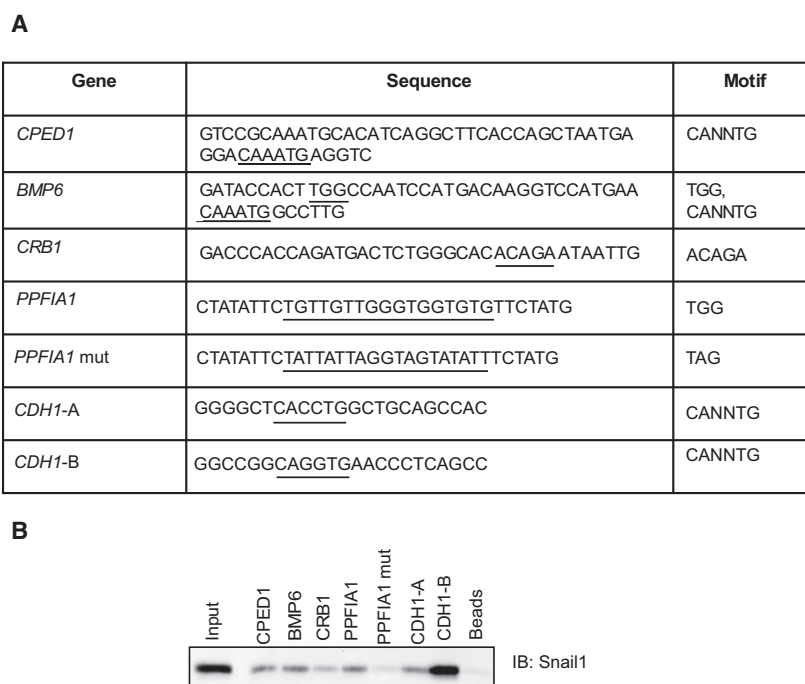 A
Gene Sequence Motif
CPED1 GTCCGCAAATGCACATCAGGCTTCACCAGCTAATGA CANNTG
GGACAAATGAGGTC
BMP6 GATACCACT TGGCCAATCCATGACAAGGTCCATGAA TGG,
CAAATGGCCTTG CANNTG
CRB1 GACCCACCAGATGACTCTGGGCACACAGAATAATTG ACAGA
PPFIA1 CTATATTCTGTTGTTGGGTGGTGTGTTCTATG TGG
PPFIA1 mut CTATATTCTATTATTAGGTAGTATATTTCTATG TAG
CDH1-A GGGGCTCACCTGGCTGCAGCCAC CANNTG
CDH1-B GGCCGGCAGGTGAACCCTCAGCC CANNTG
B
Input CPED1 BMP6 CRB1 PPFIA1 PPFIA1 mut CDH1-A CDH1-B Beads
IB: Snail1